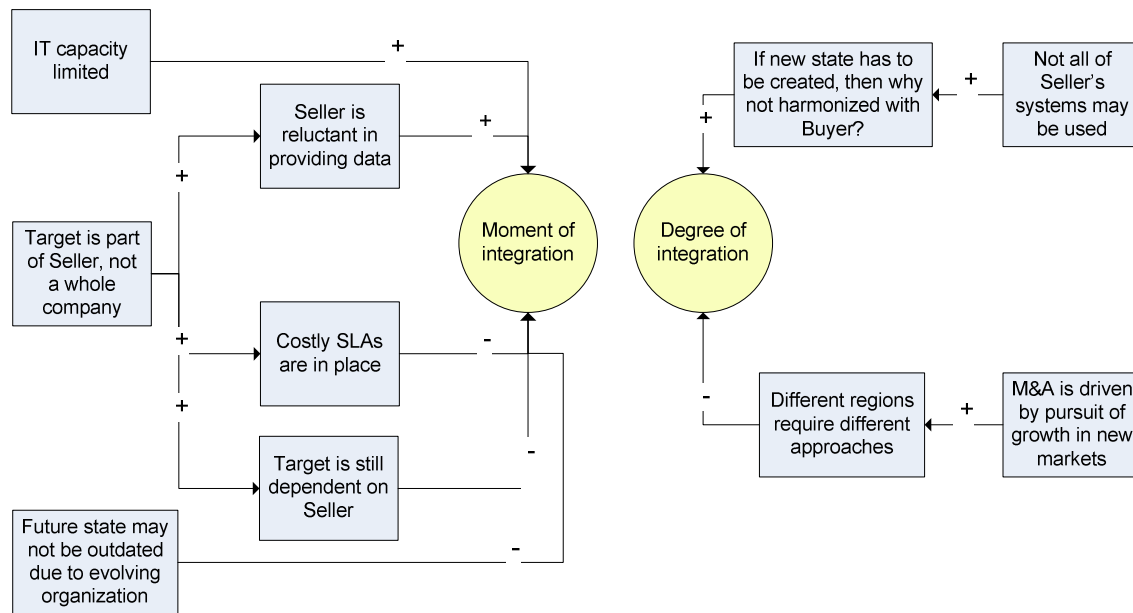 IT capacity
limited
+
Seller is
reluctant in
providing data
+
+
Target is part
of Seller, not
a whole
company
Moment of
integration
+
Costly SLAs
are in place
-
+
Target is still
dependent on
Seller
-
Future state may
not be outdated
due to evolving
organization
-
If new state has to
be created, then why
not harmonized with
Buyer?
+
Not all of
Seller's
systems may
be used
+
Degree of
integration
-
Different regions
require different
approaches
+
M&A is driven
by pursuit of
growth in new
markets